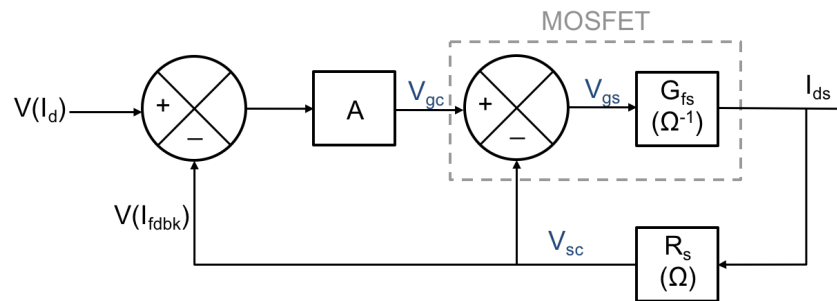 MOSFET
V(I_d)
+
−
A
V_gc
+
−
V_gs
G_fs
(Ω⁻¹)
I_ds
V(I_fdbk)
V_sc
R_s
(Ω)